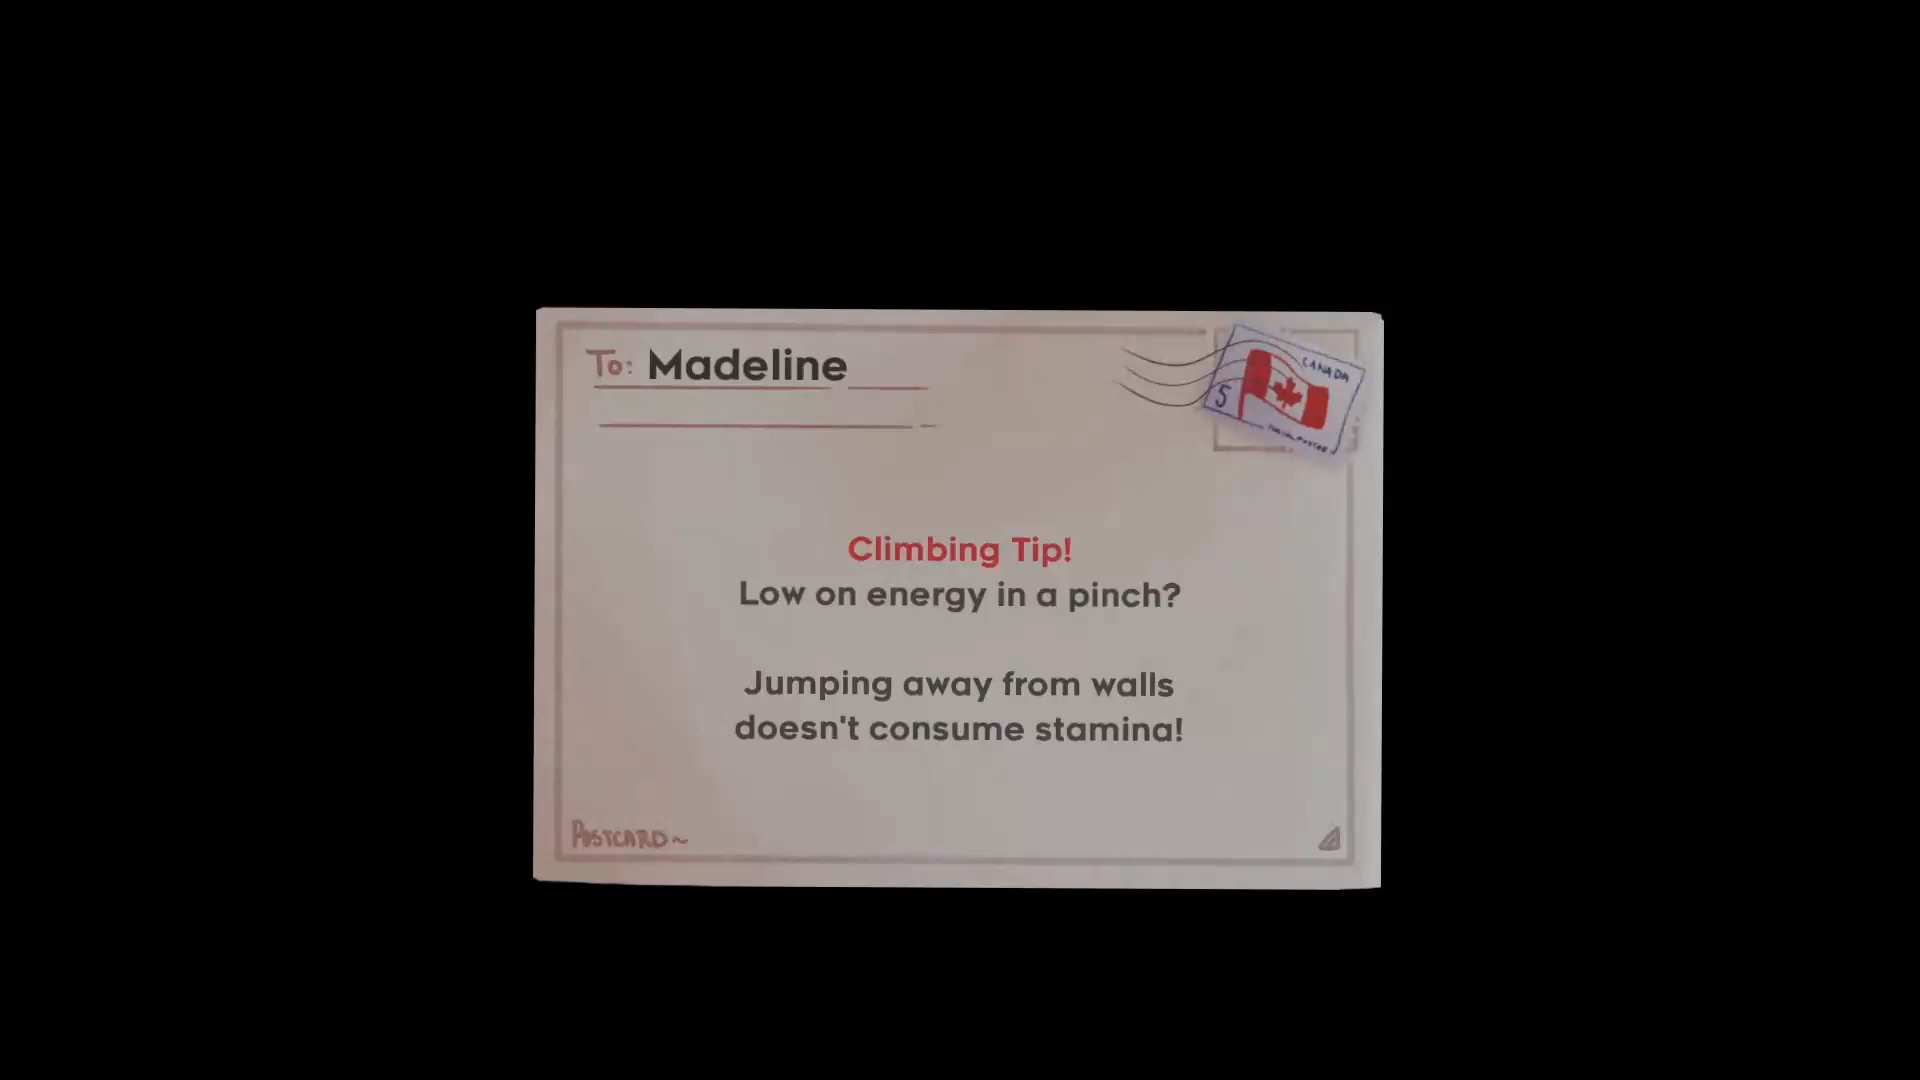 To: Madeline
CANADA
5
Climbing Tip!
Low on energy in a pinch?
Jumping away from walls
doesn't consume stamina!
POSTCARD~